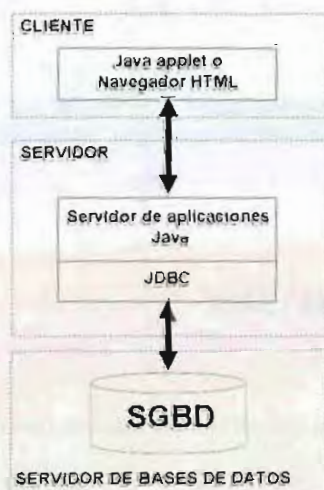 CLIENTE
Java applet o
Navegador HTML
SERVIDOR
Servidor de aplicaciones
Java
JDBC
SGBD
SERVIDOR DE BASES DE DATOS